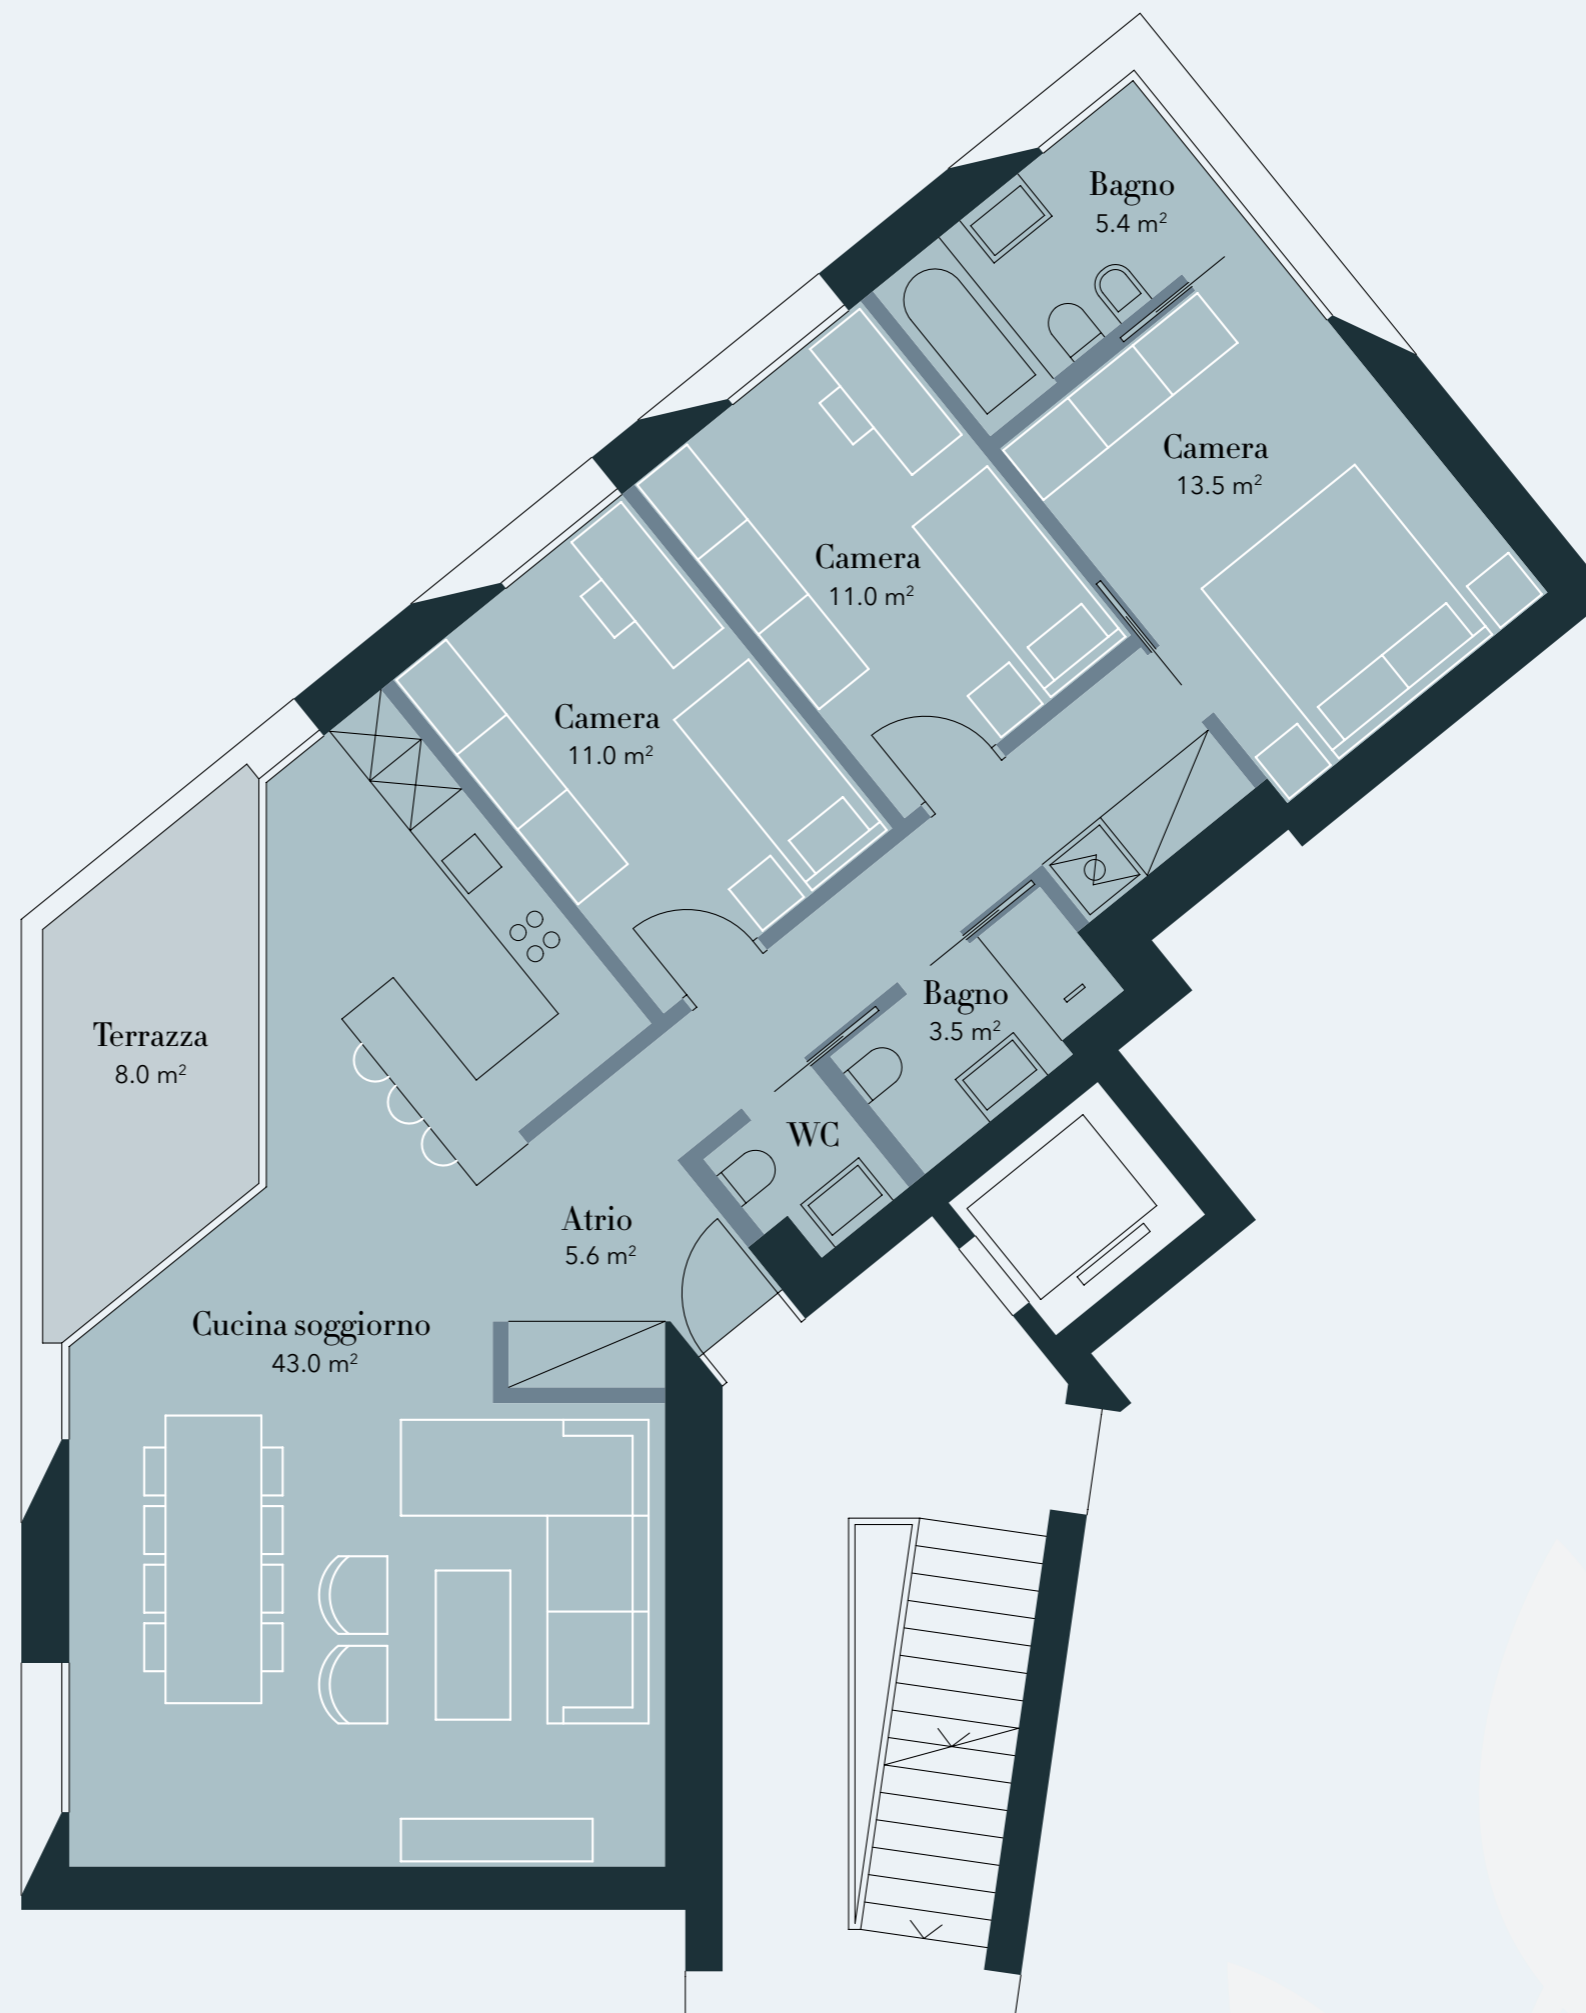 Bagno
5.4 m²
Camera
13.5 m²
Camera
11.0 m²
Camera
11.0 m²
Bagno
3.5 m²
Terrazza
8.0 m²
WC
Atrio
5.6 m²
Cucina soggiorno
43.0 m²